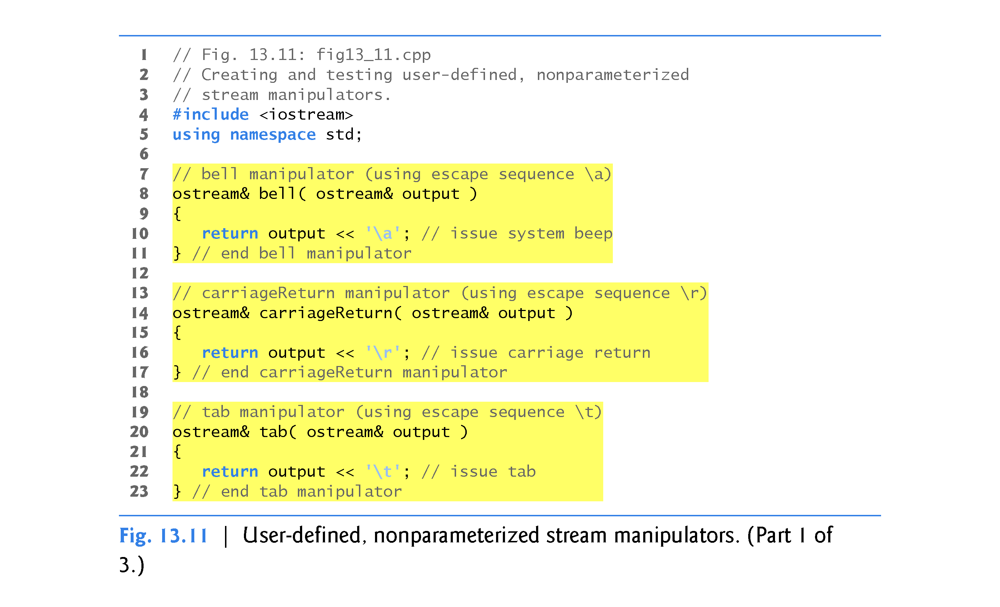 1 // Fig. 13.11: fig13_11.cpp
2 // Creating and testing user-defined, nonparameterized
3 // stream manipulators.
4 #include <iostream>
5 using namespace std;
6
7 // bell manipulator (using escape sequence \a)
8 ostream& bell( ostream& output )
9 {
10    return output << '\a'; // issue system beep
11 } // end bell manipulator
12
13 // carriageReturn manipulator (using escape sequence \r)
14 ostream& carriageReturn( ostream& output )
15 {
16    return output << '\r'; // issue carriage return
17 } // end carriageReturn manipulator
18
19 // tab manipulator (using escape sequence \t)
20 ostream& tab( ostream& output )
21 {
22    return output << '\t'; // issue tab
23 } // end tab manipulator
Fig. 13.11 | User-defined, nonparameterized stream manipulators. (Part 1 of
3.)